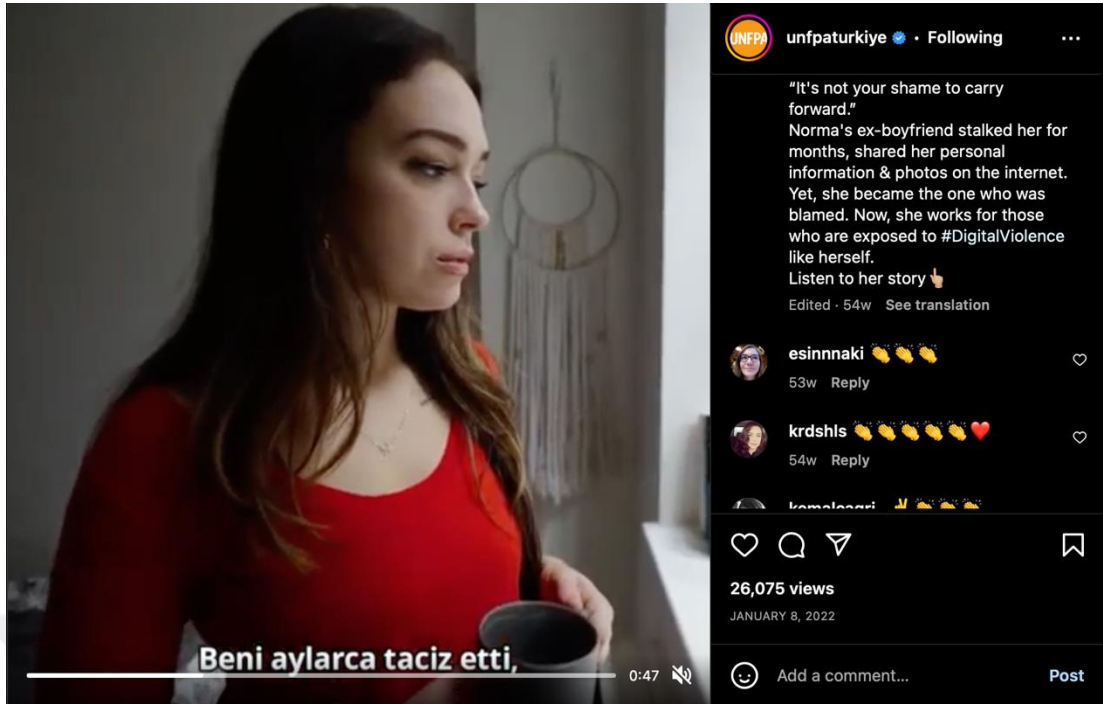 Beni aylarca taciz etti,
0:47
UNFPA
unfpaturkiye • Following
“It's not your shame to carry
forward.”
Norma's ex-boyfriend stalked her for
months, shared her personal
information & photos on the internet.
Yet, she became the one who was
blamed. Now, she works for those
who are exposed to #DigitalViolence
like herself.
Listen to her story👆🏼
Edited · 54w See translation
esinnnaki 👏👏👏
53w Reply
krdshls 👏👏👏👏👏❤️
54w Reply
26,075 views
JANUARY 8, 2022
Add a comment...
Post